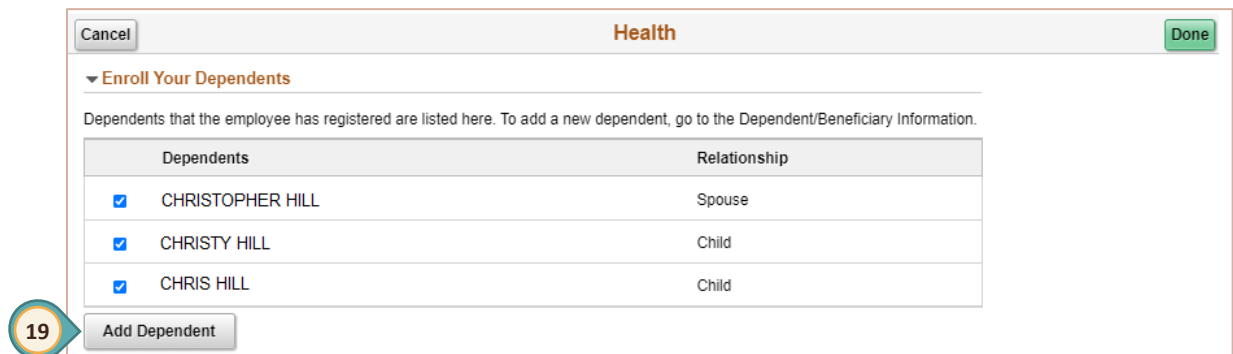 Cancel Health Done
Enroll Your Dependents
Dependents that the employee has registered are listed here. To add a new dependent, go to the Dependent/Beneficiary Information.
Dependents Relationship
CHRISTOPHER HILL Spouse
CHRISTY HILL Child
CHRIS HILL Child
19 Add Dependent